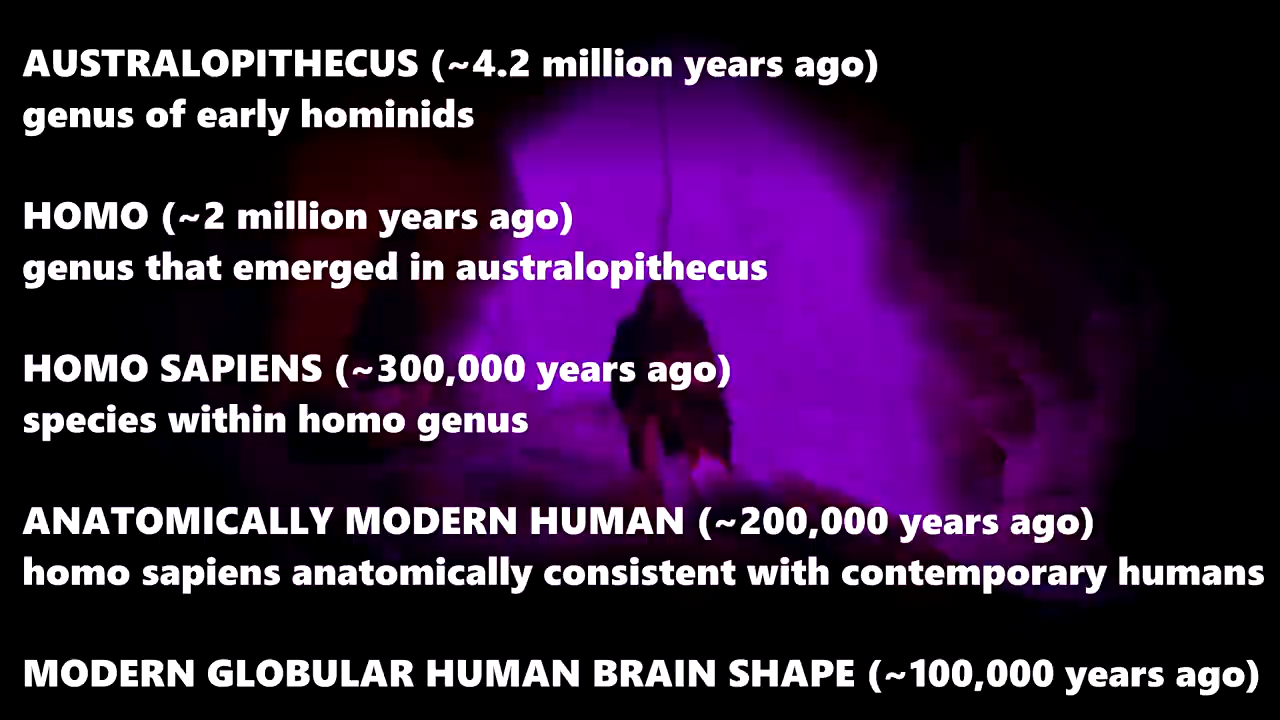 AUSTRALOPITHECUS (~4.2 million years ago)
genus of early hominids
HOMO (~2 million years ago)
genus that emerged in australopithecus
HOMO SAPIENS (~300,000 years ago)
species within homo genus
ANATOMICALLY MODERN HUMAN (~200,000 years ago)
homo sapiens anatomically consistent with contemporary humans
MODERN GLOBULAR HUMAN BRAIN SHAPE (~100,000 years ago)